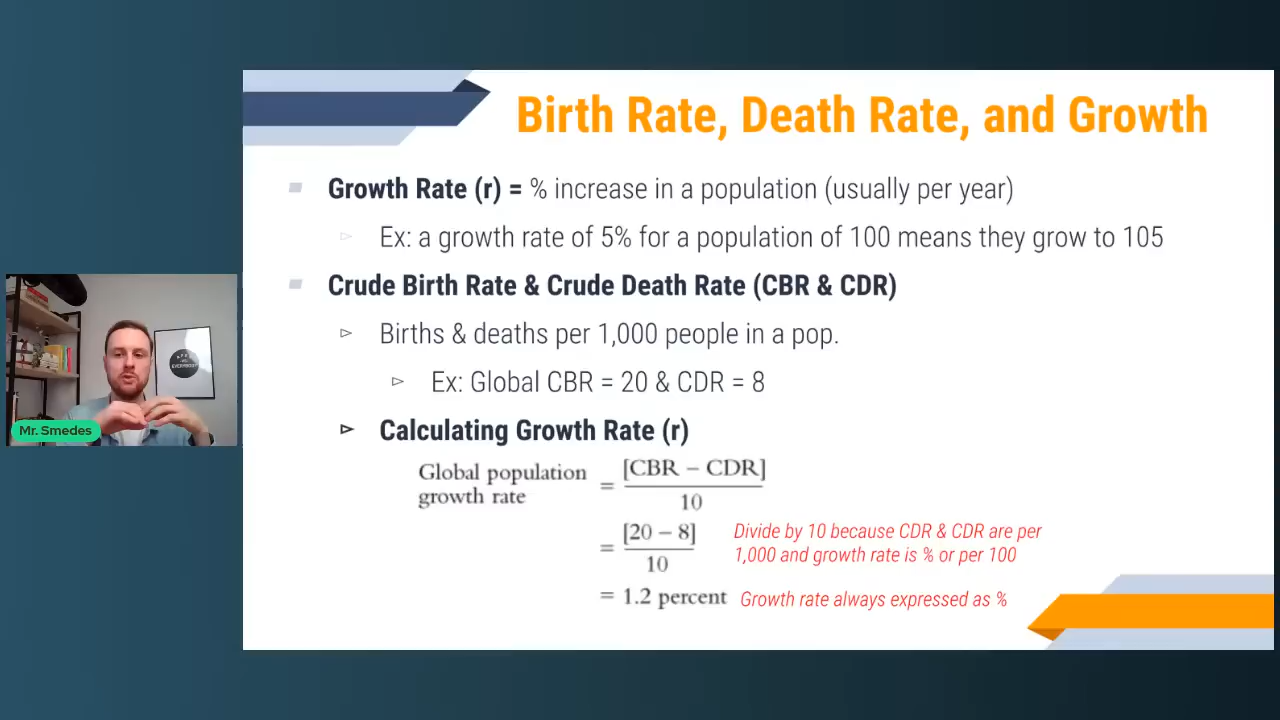 Birth Rate, Death Rate, and Growth
Growth Rate (r) = % increase in a population (usually per year)
Ex: a growth rate of 5% for a population of 100 means they grow to 105
Crude Birth Rate & Crude Death Rate (CBR & CDR)
Births & deaths per 1,000 people in a pop.
Ex: Global CBR = 20 & CDR = 8
Calculating Growth Rate (r)
Global population growth rate = [CBR – CDR] / 10
= [20 – 8] / 10
Divide by 10 because CDR & CDR are per
1,000 and growth rate is % or per 100
= 1.2 percent
Growth rate always expressed as %
Mr. Smedes